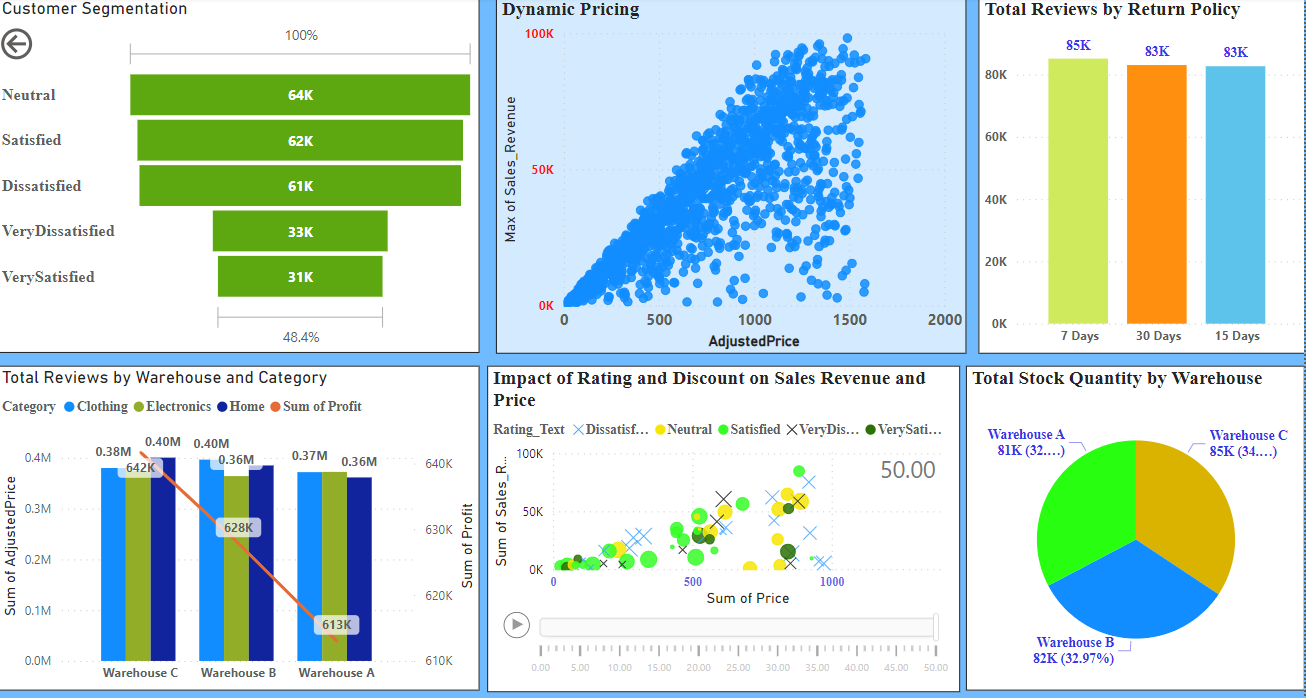 Customer Segmentation
100%
Neutral
64K
Satisfied
62K
Dissatisfied
61K
VeryDissatisfied
33K
VerySatisfied
31K
48.4%
Dynamic Pricing
Max of Sales_Revenue
100K
50K
0K
0
500
1000
1500
2000
AdjustedPrice
Total Reviews by Return Policy
85K
83K
83K
80K
60K
40K
20K
0K
7 Days
30 Days
15 Days
Total Reviews by Warehouse and Category
Category Clothing Electronics Home Sum of Profit
Sum of AdjustedPrice
0.4M
0.3M
0.2M
0.1M
0.0M
0.38M
0.40M
0.40M
0.36M
0.37M
0.36M
642K
628K
613K
640K
630K
620K
610K
Sum of Profit
Warehouse C
Warehouse B
Warehouse A
Impact of Rating and Discount on Sales Revenue and
Price
Rating_Text Dissatisf... Neutral Satisfied VeryDis... VerySati...
Sum of Sales_R...
100K
50K
0K
50.00
0
500
1000
Sum of Price
0.00 5.00 10.00 15.00 20.00 25.00 30.00 35.00 40.00 45.00 50.00
Total Stock Quantity by Warehouse
Warehouse A
81K (32....)
Warehouse C
85K (34....)
Warehouse B
82K (32.97%)